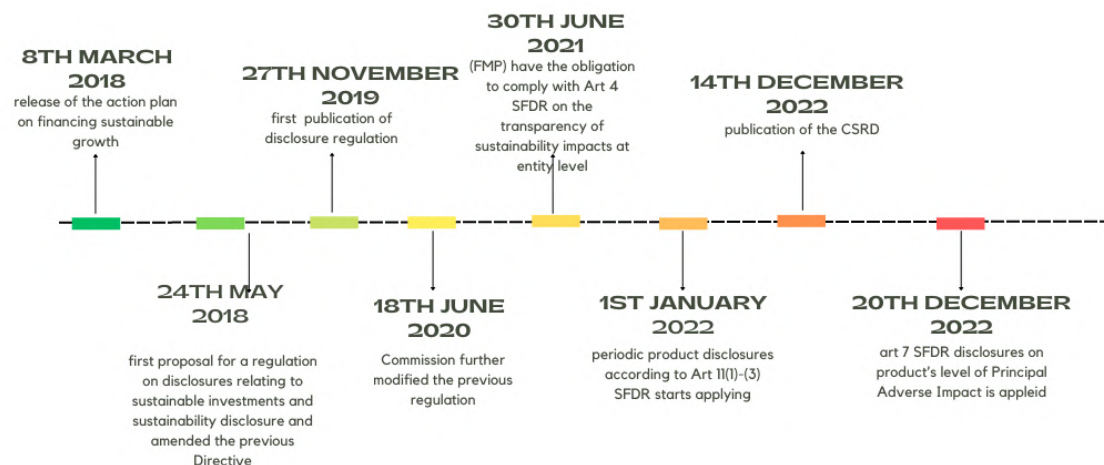 8TH MARCH
2018
release of the action plan
on financing sustainable
growth
24TH MAY
2018
first proposal for a regulation
on disclosures relating to
sustainable investments and
sustainability disclosure and
amended the previous
Directive
27TH NOVEMBER
2019
first publication of
disclosure regulation
18TH JUNE
2020
Commission further
modified the previous
regulation
30TH JUNE
2021
(FMP) have the obligation
to comply with Art 4
SFDR on the
transparency of
sustainability impacts at
entity level
1ST JANUARY
2022
periodic product disclosures
according to Art 11(1)-(3)
SFDR starts applying
14TH DECEMBER
2022
publication of the CSRD
20TH DECEMBER
2022
art 7 SFDR disclosures on
product's level of Principal
Adverse Impact is appleid